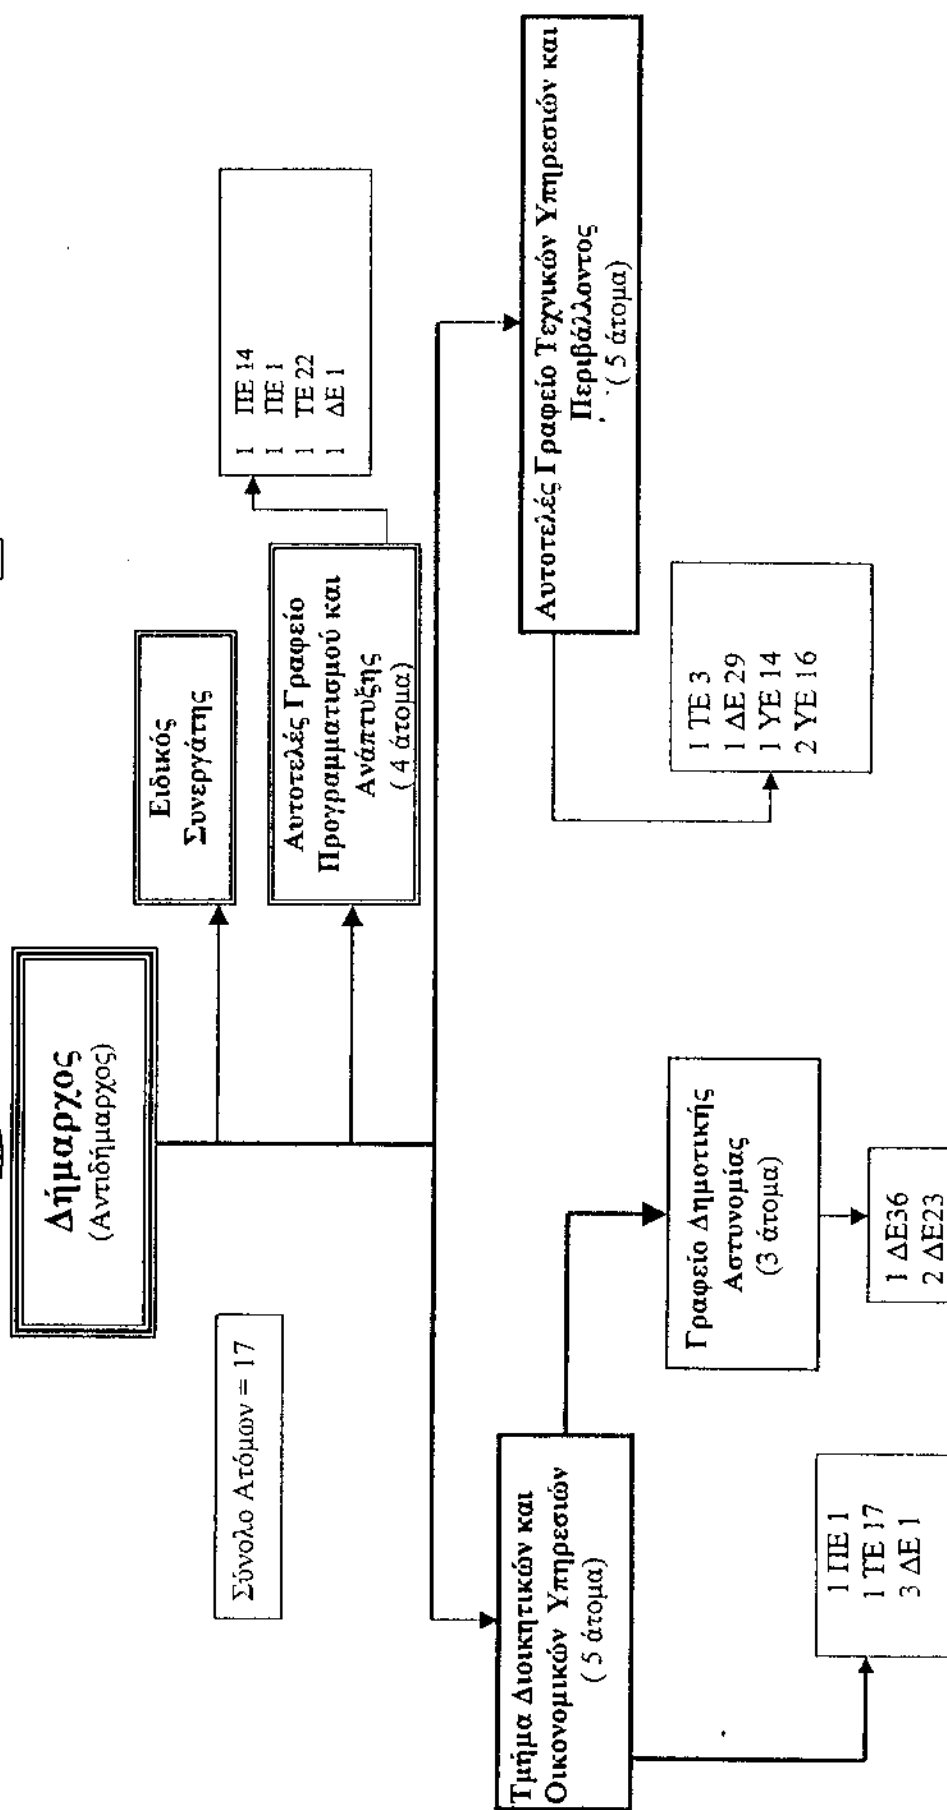 Δήμαρχος
(Αντιδήμαρχος)
Σύνολο Ατόμων = 17
Ειδικός
Συνεργάτης
Αυτοτελές Γραφείο
Προγραμματισμού και
Ανάπτυξης
( 4 άτομα)
1 ΠΕ 14
1 ΠΕ 1
1 ΤΕ 22
1 ΔΕ 1
Τμήμα Διοικητικών και
Οικονομικών Υπηρεσιών
( 5 άτομα)
Αυτοτελές Γραφείο Τεχνικών Υπηρεσιών και
Περιβάλλοντος
( 5 άτομα)
Γραφείο Δημοτικής
Αστυνομίας
(3 άτομα)
1 ΤΕ 3
1 ΔΕ 29
1 ΥΕ 14
2 ΥΕ 16
1 ΠΕ 1
1 ΤΕ 17
3 ΔΕ 1
1 ΔΕ36
2 ΔΕ23